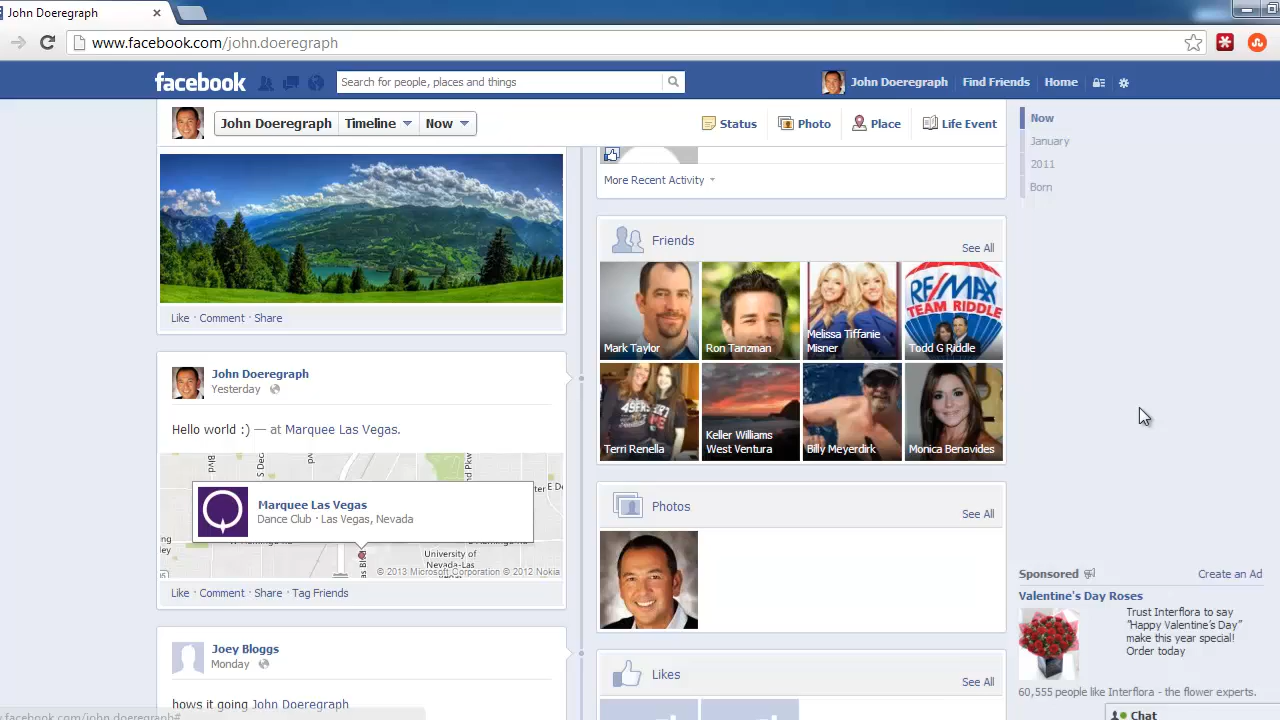 John Doeregraph
www.facebook.com/john.doeregraph
facebook
Search for people, places and things
John Doeregraph
Find Friends
Home
John Doeregraph
Timeline
Now
Status
Photo
Place
Life Event
Now
January
2011
Born
More Recent Activity
Like · Comment · Share
Friends
See All
Mark Taylor
Ron Tanzman
Melissa Tiffanie
Misner
RE/MAX
TEAM RIDDLE
Todd G Riddle
49ERS
Terri Renella
Keller Williams
West Ventura
Billy Meyerdirk
Monica Benavides
John Doeregraph
Yesterday
Hello world :) — at Marquee Las Vegas.
Marquee Las Vegas
Dance Club · Las Vegas, Nevada
University of
Nevada-Las
© 2013 Microsoft Corporation © 2012 Nokia
Like · Comment · Share · Tag Friends
Photos
See All
Joey Bloggs
Monday
hows it going John Doeregraph
Likes
See All
Sponsored
Create an Ad
Valentine's Day Roses
Trust Interflora to say
"Happy Valentine's Day"
make this year special!
Order today
60,555 people like Interflora - the flower experts.
Chat